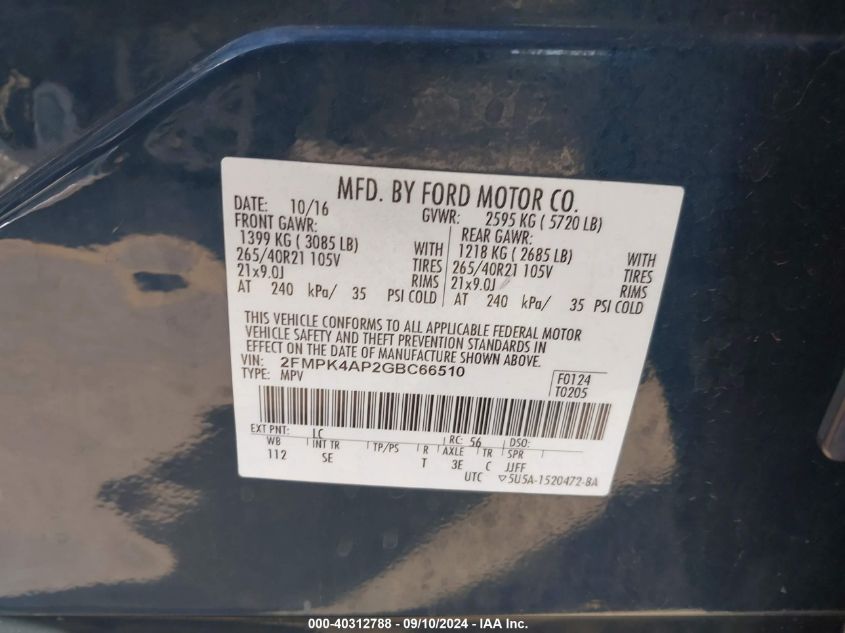 MFD. BY FORD MOTOR CO.
DATE: 10/16 GVWR: 2595 KG ( 5720 LB)
FRONT GAWR: REAR GAWR:
1399 KG ( 3085 LB) WITH 1218 KG ( 2685 LB) WITH
265/40R21 105V TIRES 265/40R21 105V TIRES
21x9.0J RIMS 21x9.0J RIMS
AT 240 kPa/ 35 PSI COLD AT 240 kPa/ 35 PSI COLD
THIS VEHICLE CONFORMS TO ALL APPLICABLE FEDERAL MOTOR
VEHICLE SAFETY AND THEFT PREVENTION STANDARDS IN
EFFECT ON THE DATE OF MANUFACTURE SHOWN ABOVE.
VIN: 2FMPK4AP2GBC66510 F0124
TYPE: MPV T0205
EXT PNT: LC RC: 56 DSO:
WB INT TR TP/PS R AXLE TR SPR
112 SE T 3E C JJFF
UTC ▽5U5A-1520472-BA
000-40312788 - 09/10/2024 - IAA Inc.